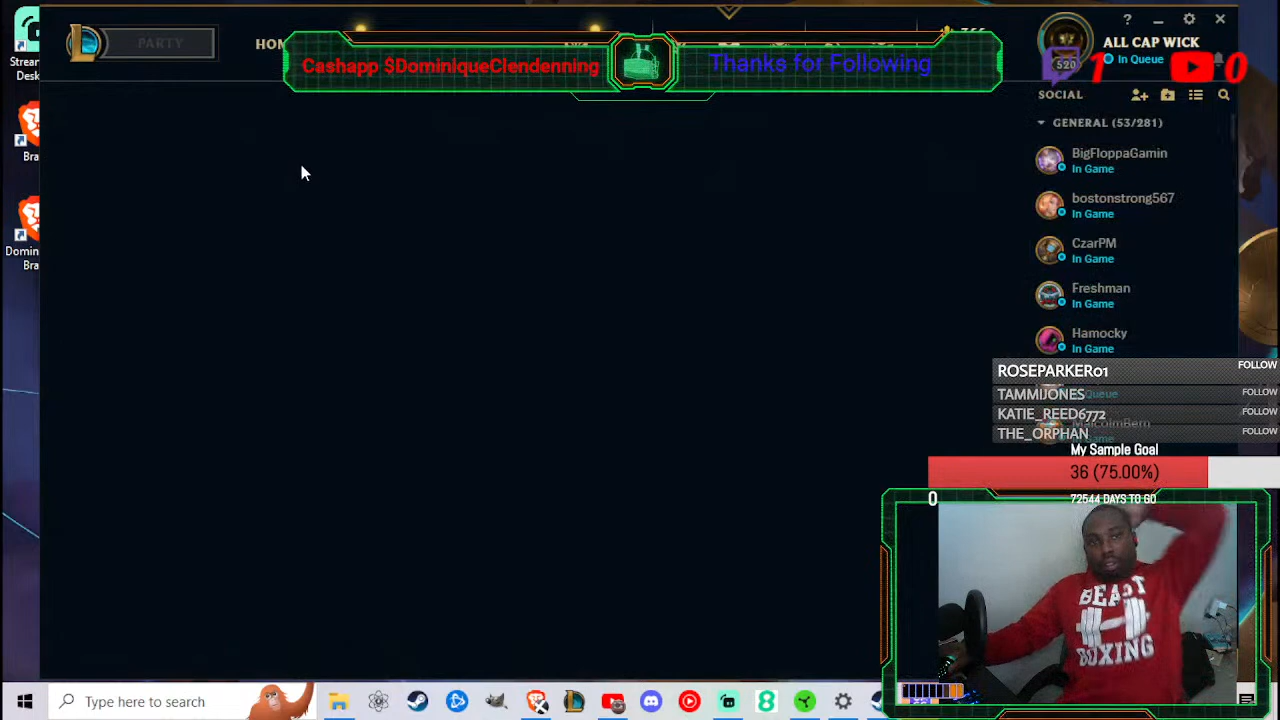 PARTY
HOM
Cashapp $DominiqueClendenning
Thanks for Following
ALL CAP WICK
In Queue
520
1
0
SOCIAL
GENERAL (53/281)
BigFloppaGamin
In Game
bostonstrong567
In Game
CzarPM
In Game
Freshman
In Game
Hamocky
In Game
ROSEPARKER01 FOLLOW
TAMMIJONES FOLLOW
KATIE_REED6772 FOLLOW
THE_ORPHAN FOLLOW
My Sample Goal
36 (75.00%)
0
72544 DAYS TO GO
BEAST
BOXING
Stream
Desk
Bra
Domin
Bra
Type here to search